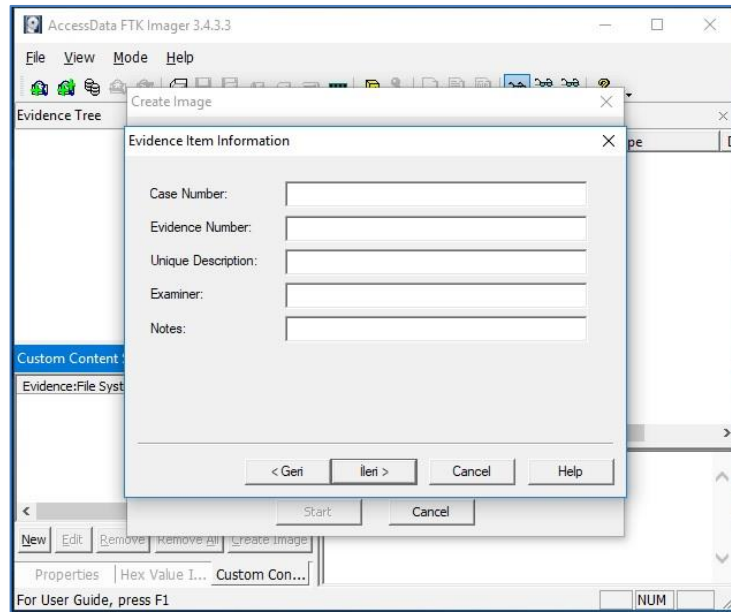 AccessData FTK Imager 3.4.3.3
File View Mode Help
Create Image
Evidence Tree
Evidence Item Information
Case Number:
Evidence Number:
Unique Description:
Examiner:
Notes:
Custom Content
Evidence:File Syst
< Geri İleri > Cancel Help
Start Cancel
New Edit Remove Remove All Create Image
Properties Hex Value I... Custom Con...
For User Guide, press F1 NUM